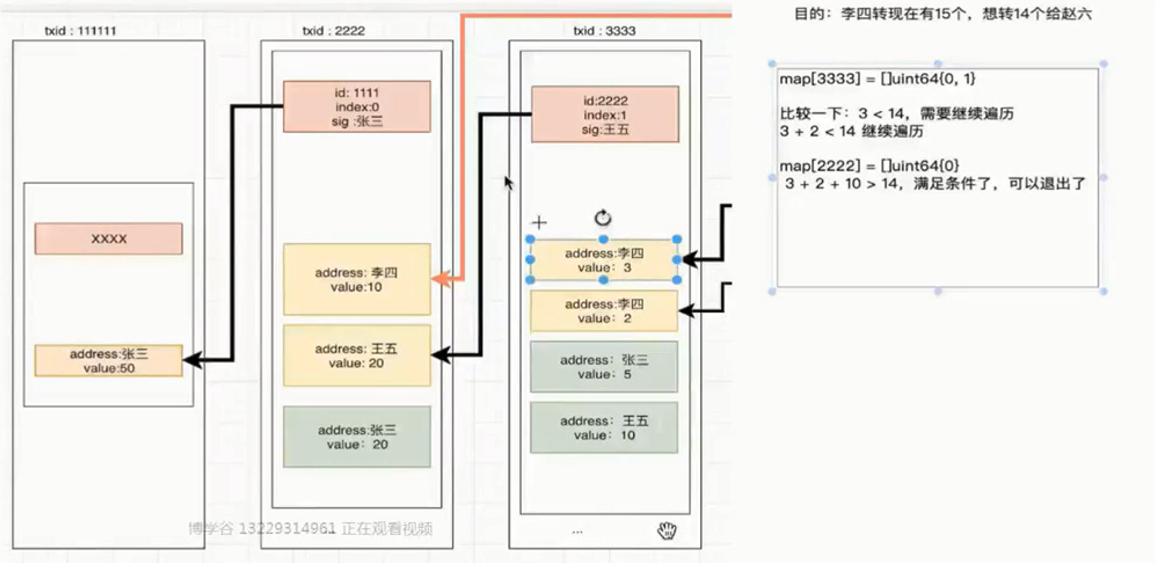 txid : 111111
XXXX
address:张三
value:50
txid : 2222
id: 1111
index:0
sig :张三
address: 李四
value:10
address: 王五
value: 20
address:张三
value: 20
...
txid : 3333
id:2222
index:1
sig:王五
address:李四
value: 3
address:李四
value: 2
address: 张三
value: 5
address: 王五
value: 10
...
目的：李四转现在有15个，想转14个给赵六
map[3333] = []uint64{0, 1}
比较一下：3 < 14，需要继续遍历
3 + 2 < 14 继续遍历
map[2222] = []uint64{0}
3 + 2 + 10 > 14，满足条件了，可以退出了
博学谷 13229314961 正在观看视频